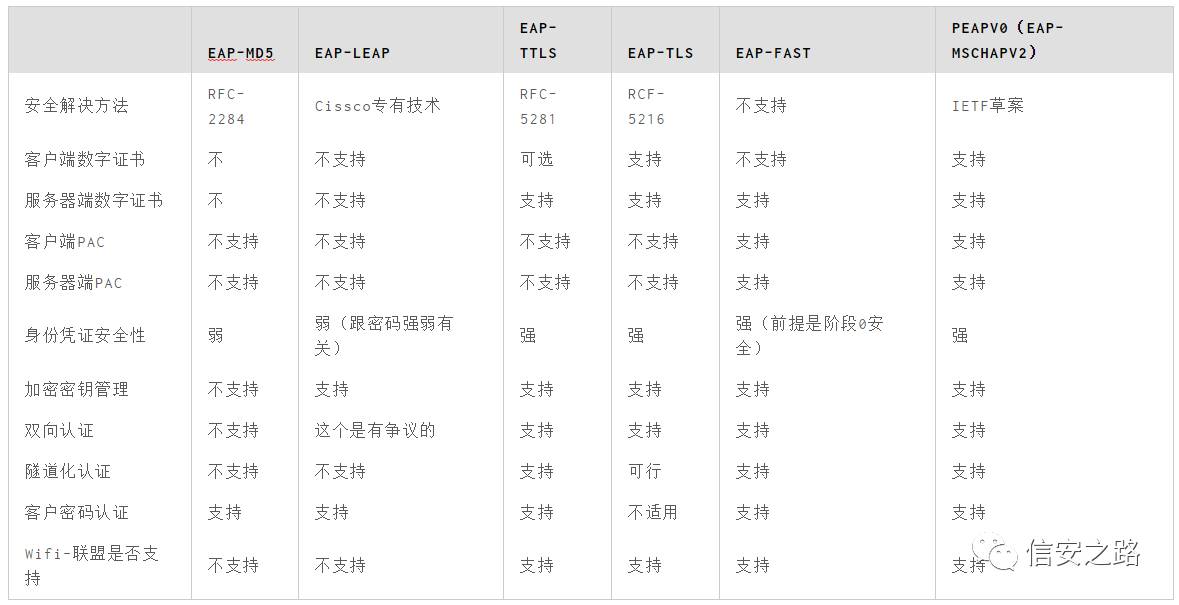 EAP-MD5 EAP-LEAP EAP-TTLS EAP-TLS EAP-FAST PEAPV0（EAP-MSCHAPV2）
安全解决方法 RFC-2284 Cissco专有技术 RFC-5281 RCF-5216 不支持 IETF草案
客户端数字证书 不 不支持 可选 支持 不支持 支持
服务器端数字证书 不 不支持 支持 支持 支持 支持
客户端PAC 不支持 不支持 不支持 不支持 支持 支持
服务器端PAC 不支持 不支持 不支持 不支持 支持 支持
身份凭证安全性 弱 弱（跟密码强弱有关） 强 强 强（前提是阶段0安全） 强
加密密钥管理 不支持 支持 支持 支持 支持 支持
双向认证 不支持 这个是有争议的 支持 支持 支持 支持
隧道化认证 不支持 不支持 支持 可行 支持 支持
客户密码认证 支持 支持 支持 不适用 支持 支持
Wifi-联盟是否支持 不支持 不支持 支持 支持 支持 支持
信安之路